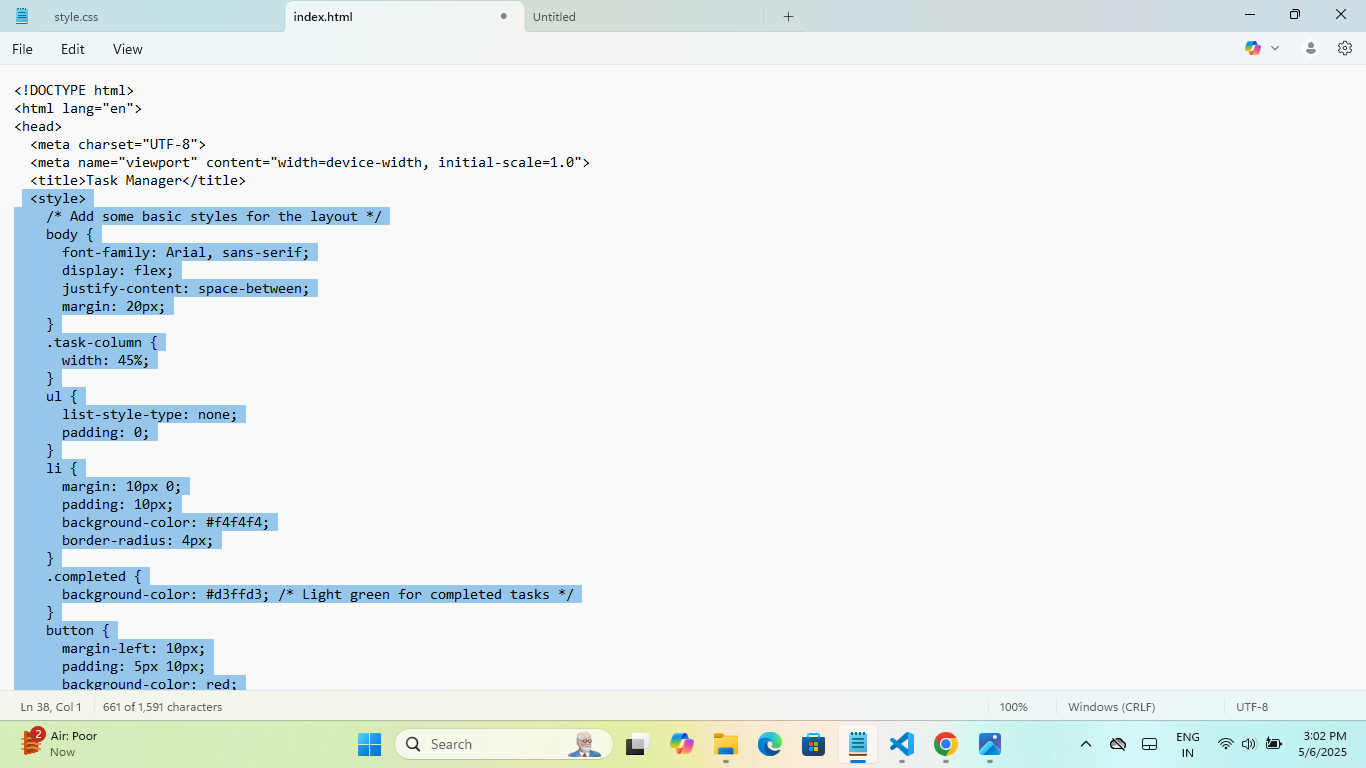 style.css
index.html
Untitled
File Edit View
<!DOCTYPE html>
<html lang="en">
<head>
  <meta charset="UTF-8">
  <meta name="viewport" content="width=device-width, initial-scale=1.0">
  <title>Task Manager</title>
  <style>
    /* Add some basic styles for the layout */
    body {
      font-family: Arial, sans-serif;
      display: flex;
      justify-content: space-between;
      margin: 20px;
    }
    .task-column {
      width: 45%;
    }
    ul {
      list-style-type: none;
      padding: 0;
    }
    li {
      margin: 10px 0;
      padding: 10px;
      background-color: #f4f4f4;
      border-radius: 4px;
    }
    .completed {
      background-color: #d3ffd3; /* Light green for completed tasks */
    }
    button {
      margin-left: 10px;
      padding: 5px 10px;
      background-color: red;
Ln 38, Col 1
661 of 1,591 characters
100%
Windows (CRLF)
UTF-8
2
Air: Poor
Now
Search
ENG
IN
3:02 PM
5/6/2025